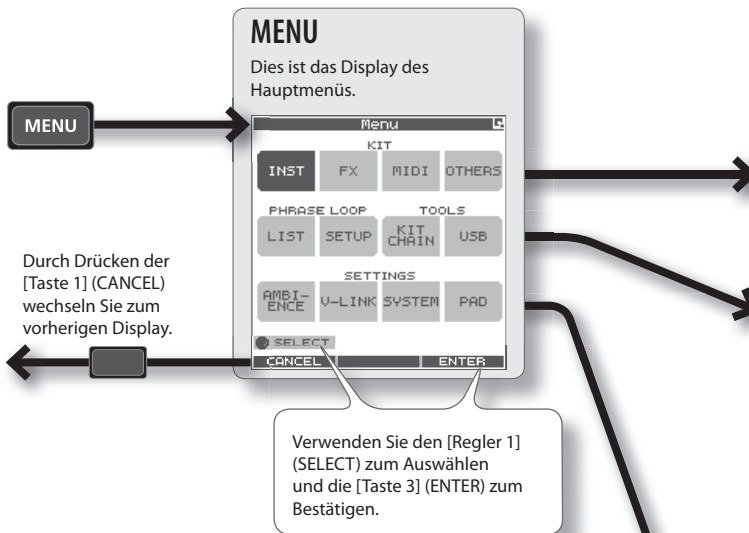 MENU
Dies ist das Display des
Hauptmenüs.
MENU
Menu
KIT
INST FX MIDI OTHERS
PHRASE LOOP TOOLS
LIST SETUP KIT CHAIN USB
SETTINGS
AMBI-ENCE V-LINK SYSTEM PAD
SELECT
CANCEL ENTER
Durch Drücken der
[Taste 1] (CANCEL)
wechseln Sie zum
vorherigen Display.
Verwenden Sie den [Regler 1]
(SELECT) zum Auswählen
und die [Taste 3] (ENTER) zum
Bestätigen.